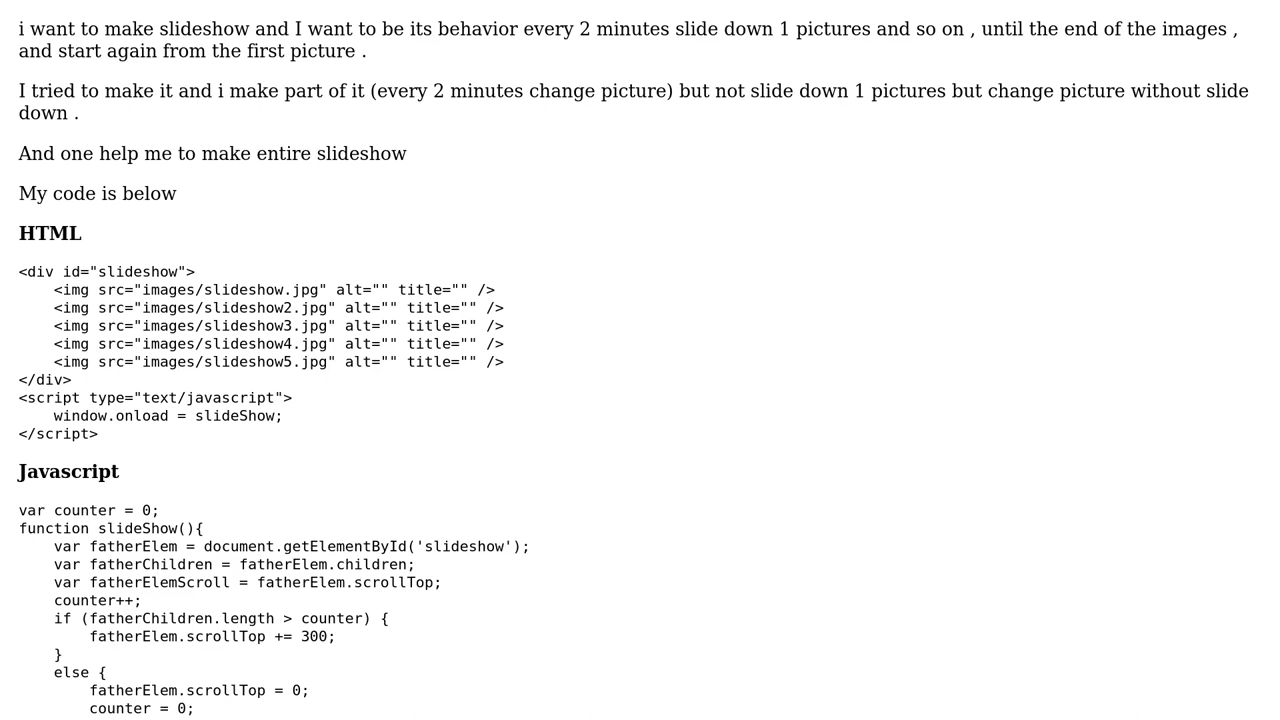 i want to make slideshow and I want to be its behavior every 2 minutes slide down 1 pictures and so on , until the end of the images ,
and start again from the first picture .
I tried to make it and i make part of it (every 2 minutes change picture) but not slide down 1 pictures but change picture without slide
down .
And one help me to make entire slideshow
My code is below
HTML
<div id="slideshow">
    <img src="images/slideshow.jpg" alt="" title="" />
    <img src="images/slideshow2.jpg" alt="" title="" />
    <img src="images/slideshow3.jpg" alt="" title="" />
    <img src="images/slideshow4.jpg" alt="" title="" />
    <img src="images/slideshow5.jpg" alt="" title="" />
</div>
<script type="text/javascript">
    window.onload = slideShow;
</script>
Javascript
var counter = 0;
function slideShow(){
    var fatherElem = document.getElementById('slideshow');
    var fatherChildren = fatherElem.children;
    var fatherElemScroll = fatherElem.scrollTop;
    counter++;
    if (fatherChildren.length > counter) {
        fatherElem.scrollTop += 300;
    }
    else {
        fatherElem.scrollTop = 0;
        counter = 0;